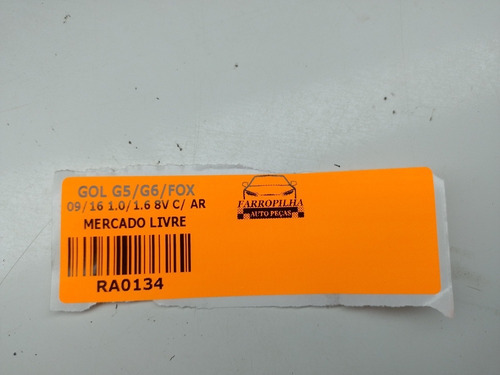 GOL G5/G6/FOX
09/16 1.0/1.6 8V C/ AR
MERCADO LIVRE
RA0134
FARROPILHA
AUTO PEÇAS